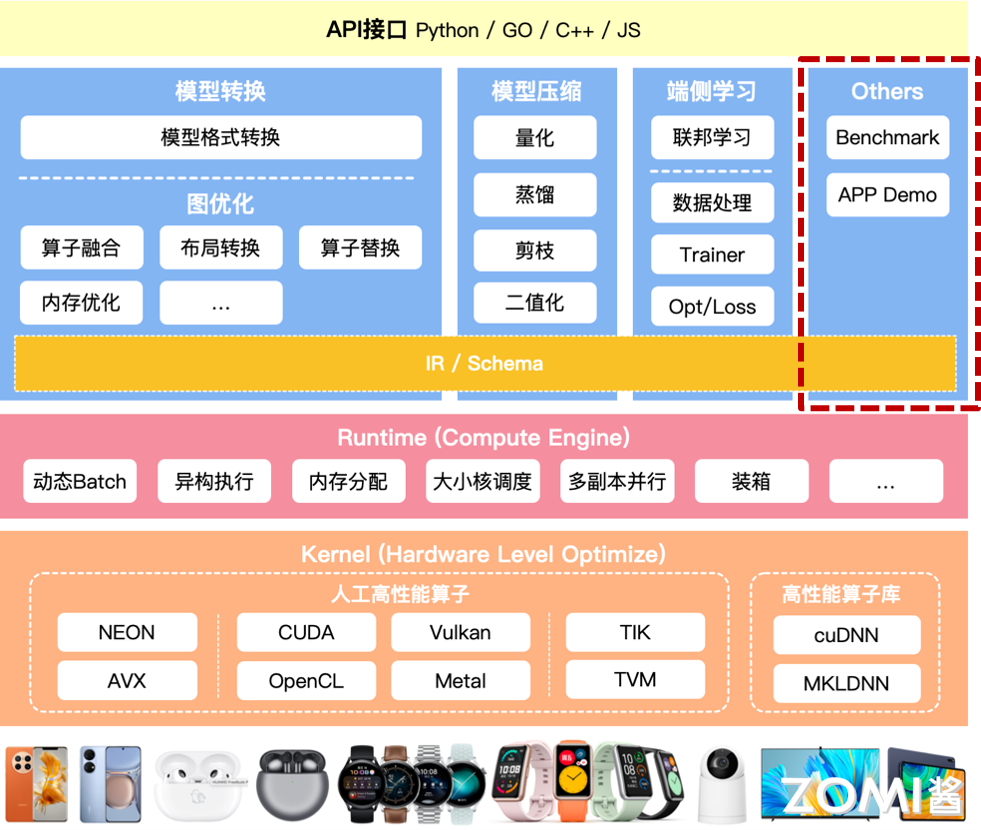 API接口 Python / GO / C++ / JS
模型转换
模型格式转换
图优化
算子融合 布局转换 算子替换
内存优化 ...
模型压缩
量化
蒸馏
剪枝
二值化
端侧学习
联邦学习
数据处理
Trainer
Opt/Loss
Others
Benchmark
APP Demo
IR / Schema
Runtime (Compute Engine)
动态Batch 异构执行 内存分配 大小核调度 多副本并行 装箱 ...
Kernel (Hardware Level Optimize)
人工高性能算子
NEON CUDA Vulkan TIK
AVX OpenCL Metal TVM
高性能算子库
cuDNN
MKLDNN
ZOMI酱